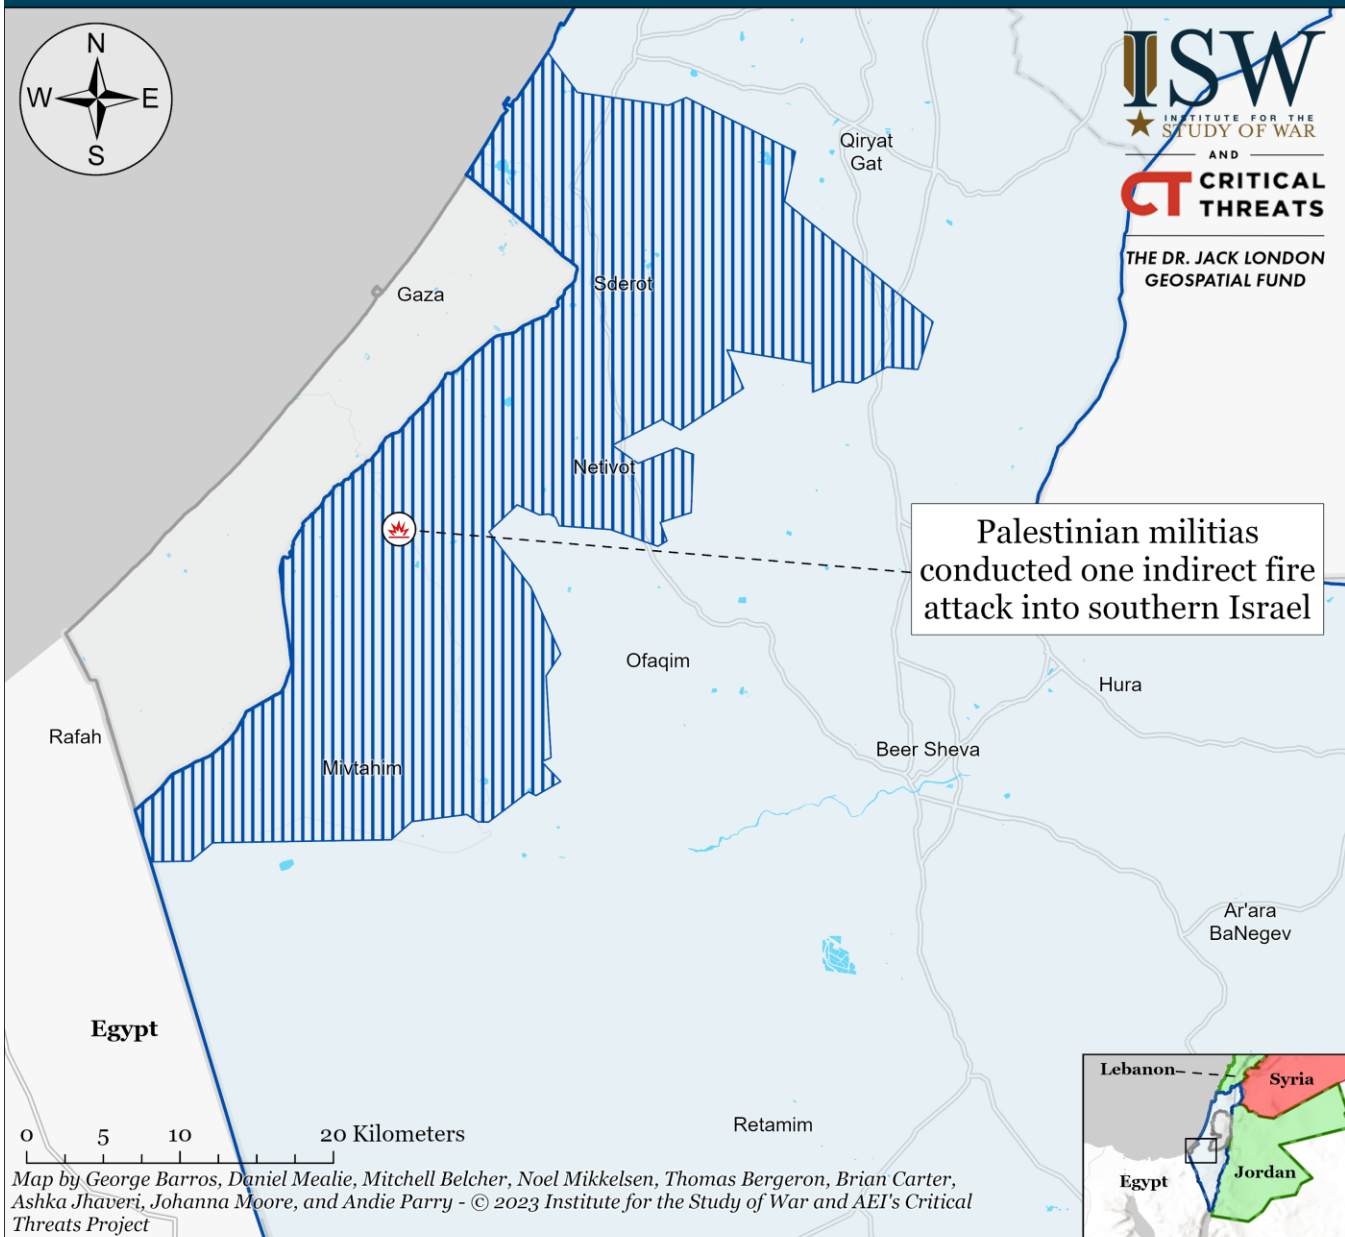 N
W
E
S
ISW
INSTITUTE FOR THE
STUDY OF WAR
AND
CT CRITICAL
THREATS
THE DR. JACK LONDON
GEOSPATIAL FUND
Qiryat
Gat
Gaza
Sderot
Netivot
Palestinian militias
conducted one indirect fire
attack into southern Israel
Ofaqim
Hura
Rafah
Beer Sheva
Mivtahim
Ar'ara
BaNegev
Egypt
Retamim
0 5 10 20 Kilometers
Map by George Barros, Daniel Mealie, Mitchell Belcher, Noel Mikkelsen, Thomas Bergeron, Brian Carter,
Ashka Jhaveri, Johanna Moore, and Andie Parry - © 2023 Institute for the Study of War and AEI's Critical
Threats Project
Lebanon
Syria
Jordan
Egypt